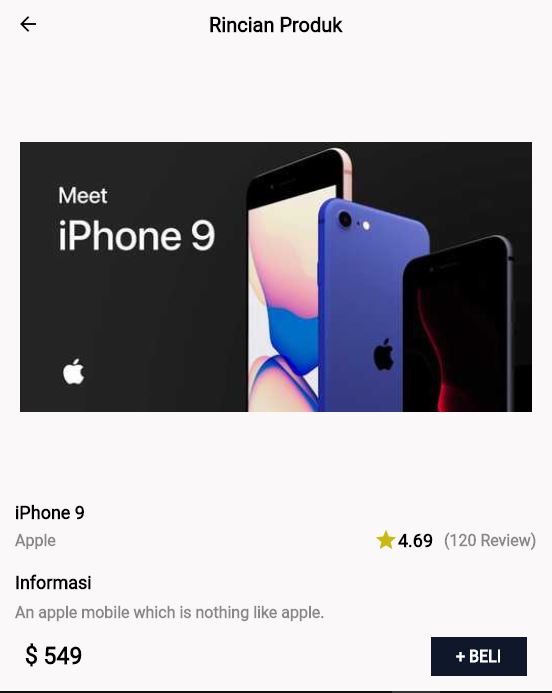 Rincian Produk
Meet
iPhone 9
iPhone 9
Apple
4.69 (120 Review)
Informasi
An apple mobile which is nothing like apple.
$ 549
+ BELI